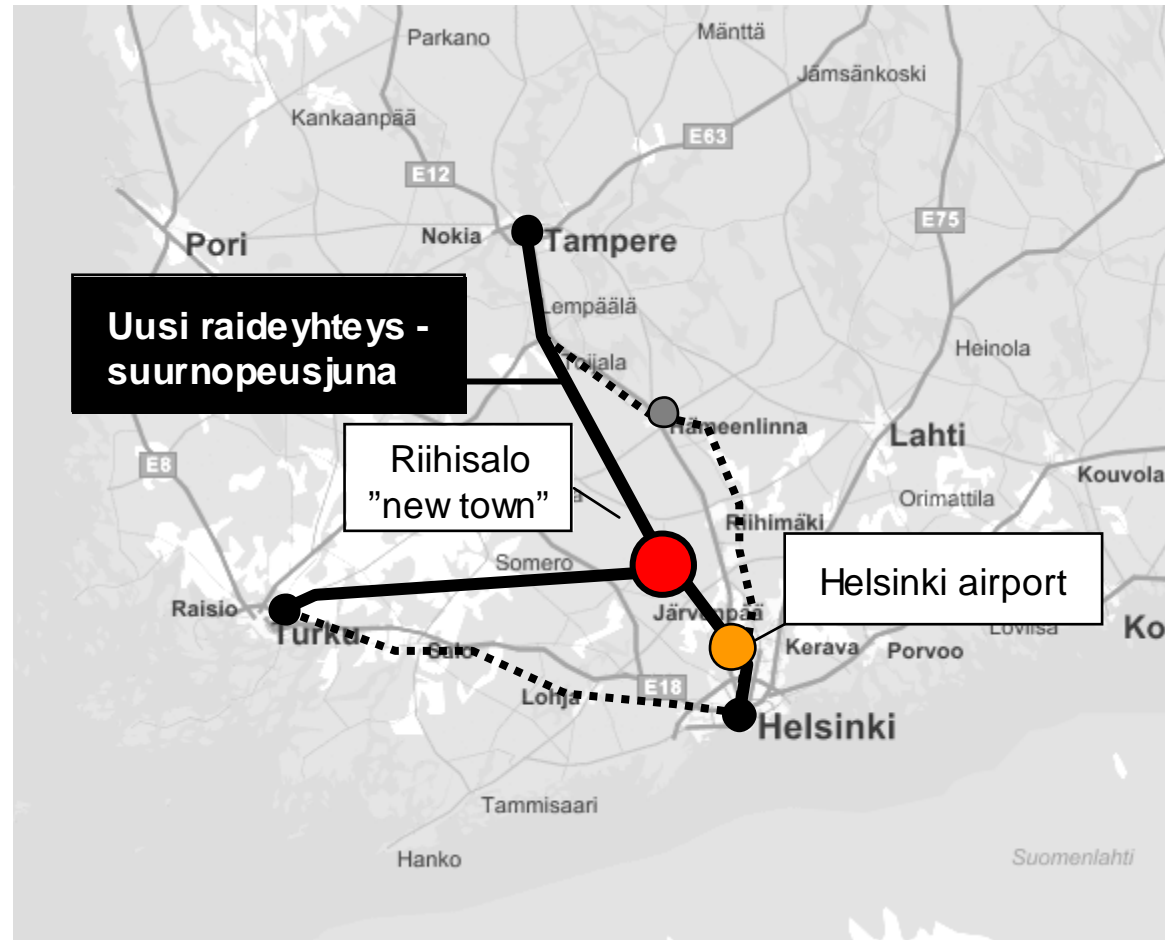 Parkano
Mänttä
Jämsänkoski
Kankaanpää
E63
E12
E75
Pori
Nokia
Tampere
Lempäälä
Uusi raideyhteys -
suurnopeusjuna
Heinola
Hämeenlinna
Lahti
Riihisalo
”new town”
E8
Kouvola
Orimattila
Riihimäki
Somero
Helsinki airport
Raisio
Järvenpää
Turku
Loviisa
Ko
Salo
Kerava
Porvoo
E18
Lohja
Helsinki
Tammisaari
Hanko
Suomenlahti